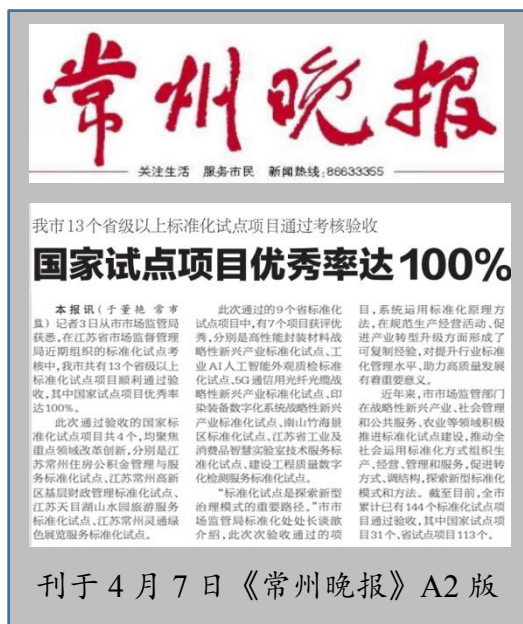 常州晚报
关注生活 服务市民 新闻热线:86633355
我市13个省级以上标准化试点项目通过考核验收
国家试点项目优秀率达100%
本报讯(于董艳 常市
监) 记者3日从市市场监管局
获悉,在江苏省市场监督管理
局近期组织的标准化试点考
核中,我市共有13个省级以上
标准化试点项目顺利通过验
收,其中国家试点项目优秀率
达100%。
此次通过验收的国家标
准化试点项目共4个,均聚焦
重点领域改革创新,分别是江
苏常州住房公积金管理与服
务标准化试点、江苏常州高新
区基层财政管理标准化试点、
江苏天目湖山水园旅游服务
标准化试点、江苏常州灵通绿
色展览服务标准化试点。
此次通过的9个省标准化
试点项目中,有7个项目获评优
秀,分别是高性能封装材料战
略性新兴产业标准化试点、工
业AI人工智能外观质检标准
化试点、5G通信用光纤光缆战
略性新兴产业标准化试点、印
染装备数字化系统战略性新兴
产业标准化试点、南山竹海景
区标准化试点、江苏省工业及
消费品智慧实验室技术服务标
准化试点、建设工程质量数字
化检测服务标准化试点。
“标准化试点是探索新型
治理模式的重要路径。”市市
场监管局标准化处处长谈歆
介绍,此次次验收通过的项
目,系统运用标准化原理方
法,在规范生产经营活动、促
进产业转型升级方面形成了
可复制经验,对提升行业标准
化管理水平、助力高质量发展
有着重要意义。
近年来,市市场监管部门
在战略性新兴产业、社会管理
和公共服务、农业等领域积极
推进标准化试点建设,推动全
社会运用标准化方式组织生
产、经营、管理和服务,促进转
方式、调结构,探索新型标准化
模式和方法。截至目前,全市
累计已有144个标准化试点项
目通过验收,其中国家试点项
目31个、省试点项目113个。
刊于4月7日《常州晚报》A2版